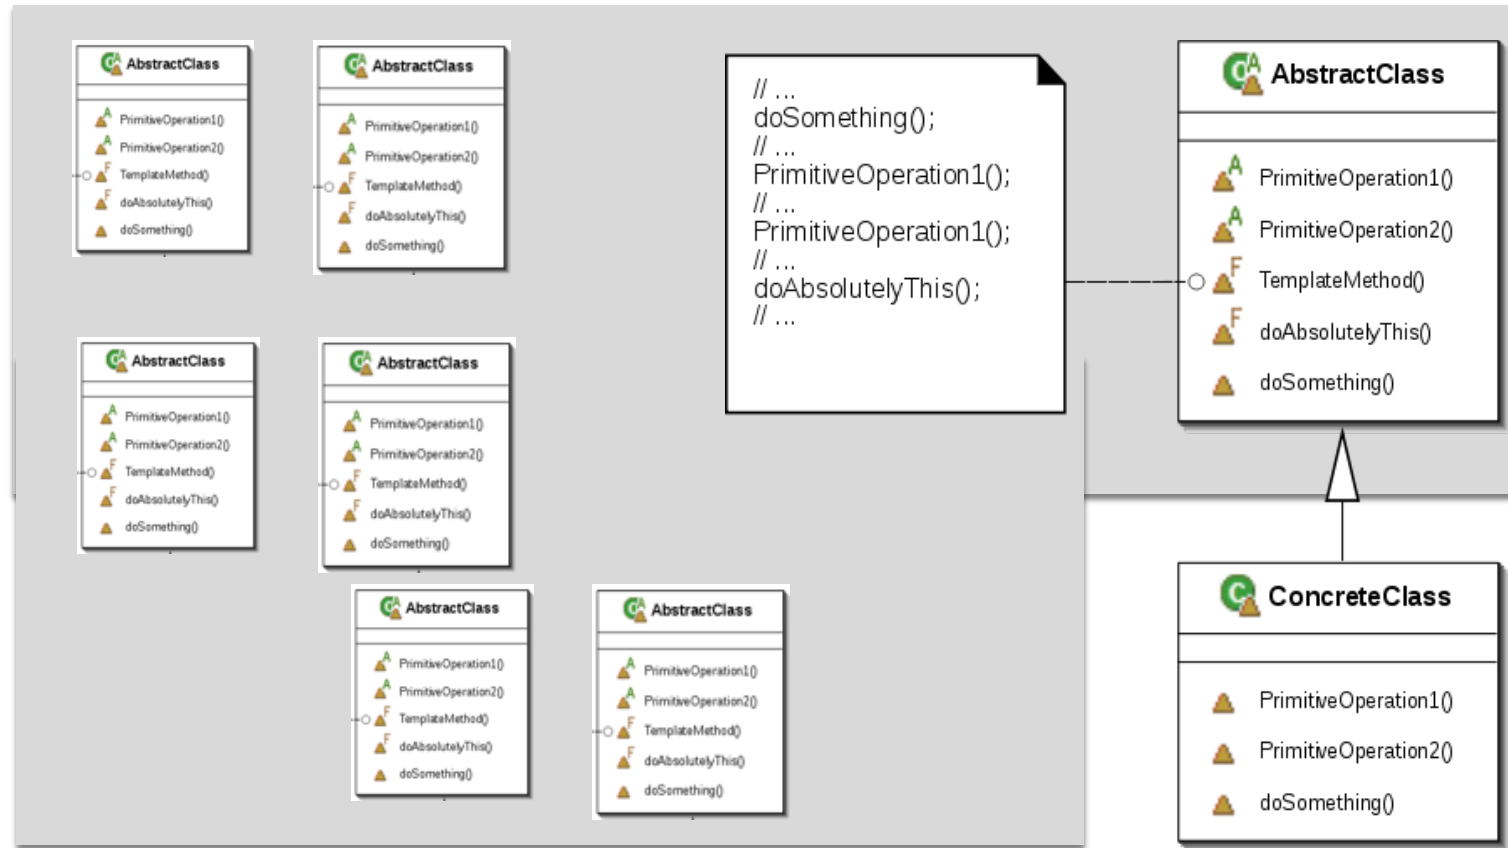 AbstractClass
PrimitiveOperation1()
PrimitiveOperation2()
TemplateMethod()
doAbsolutelyThis()
doSomething()
AbstractClass
PrimitiveOperation1()
PrimitiveOperation2()
TemplateMethod()
doAbsolutelyThis()
doSomething()
// ...
doSomething();
// ...
PrimitiveOperation1();
// ...
PrimitiveOperation1();
// ...
doAbsolutelyThis();
// ...
C A AbstractClass
A PrimitiveOperation1()
A PrimitiveOperation2()
F TemplateMethod()
F doAbsolutelyThis()
doSomething()
AbstractClass
PrimitiveOperation1()
PrimitiveOperation2()
TemplateMethod()
doAbsolutelyThis()
doSomething()
AbstractClass
PrimitiveOperation1()
PrimitiveOperation2()
TemplateMethod()
doAbsolutelyThis()
doSomething()
AbstractClass
PrimitiveOperation1()
PrimitiveOperation2()
TemplateMethod()
doAbsolutelyThis()
doSomething()
AbstractClass
PrimitiveOperation1()
PrimitiveOperation2()
TemplateMethod()
doAbsolutelyThis()
doSomething()
C ConcreteClass
PrimitiveOperation1()
PrimitiveOperation2()
doSomething()